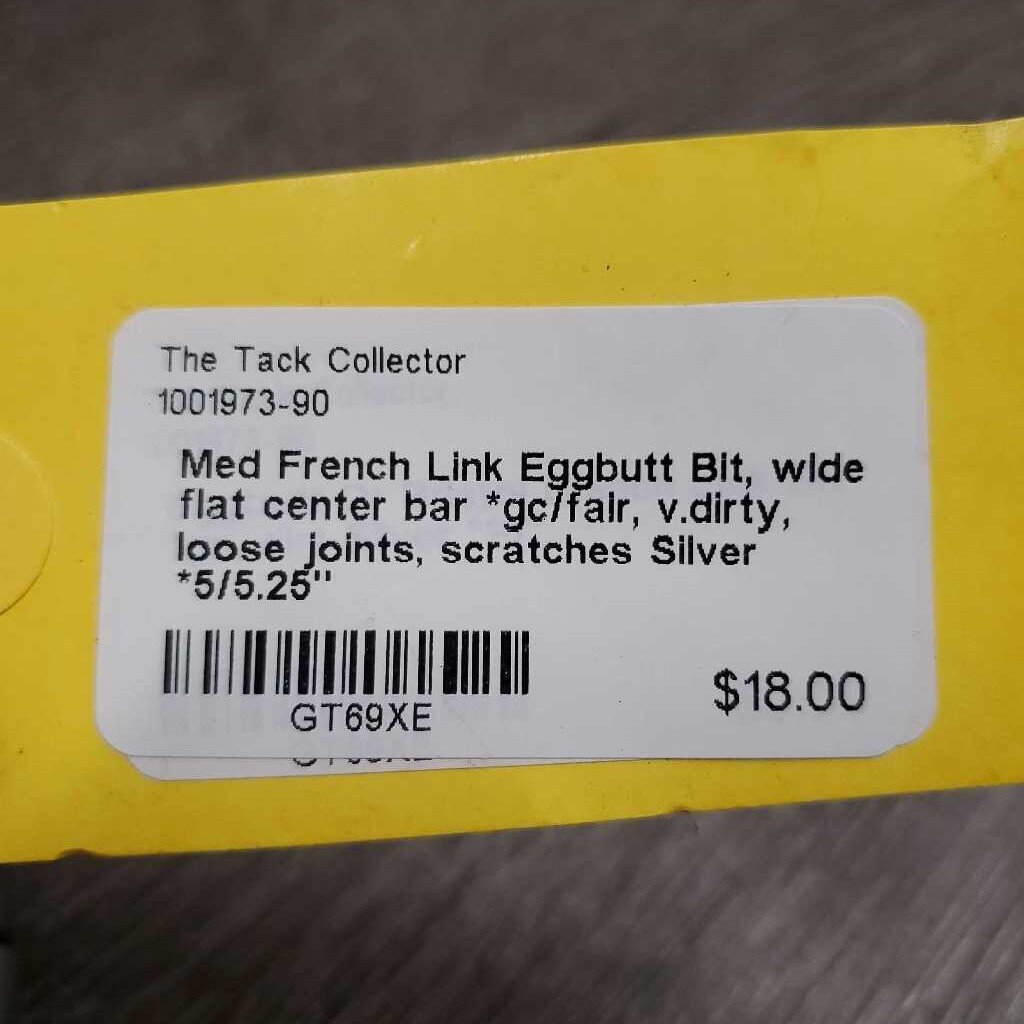 The Tack Collector
1001973-90
Med French Link Eggbutt Bit, wide
flat center bar *gc/fair, v.dirty,
loose joints, scratches Silver
*5/5.25"
GT69XE
$18.00